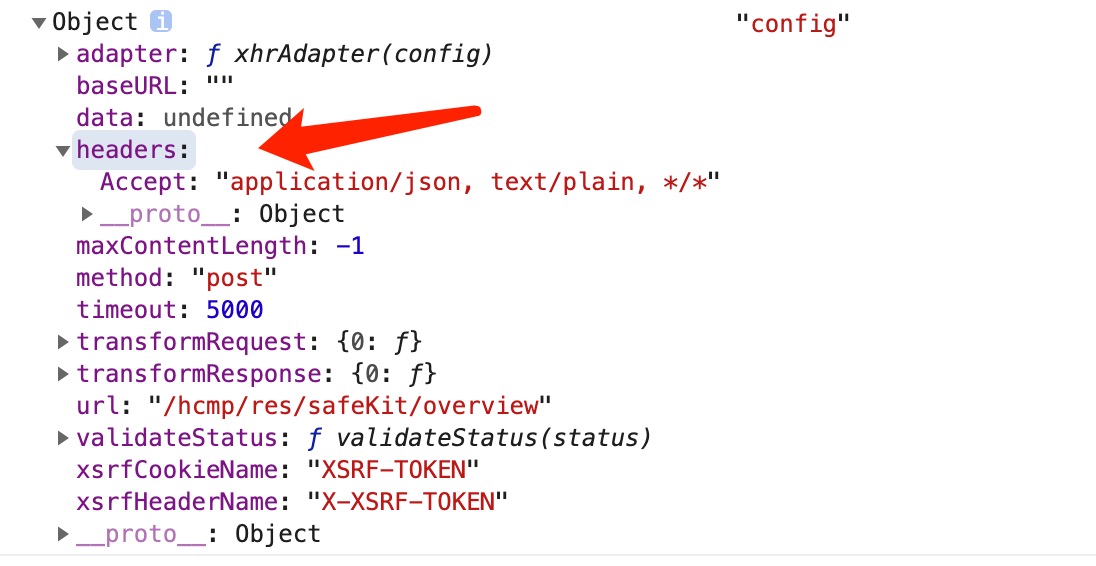 Object i "config"
adapter: ƒ xhrAdapter(config)
baseURL: ""
data: undefined
headers:
Accept: "application/json, text/plain, */*"
__proto__: Object
maxContentLength: -1
method: "post"
timeout: 5000
transformRequest: {0: ƒ}
transformResponse: {0: ƒ}
url: "/hcmp/res/safeKit/overview"
validateStatus: ƒ validateStatus(status)
xsrfCookieName: "XSRF-TOKEN"
xsrfHeaderName: "X-XSRF-TOKEN"
__proto__: Object